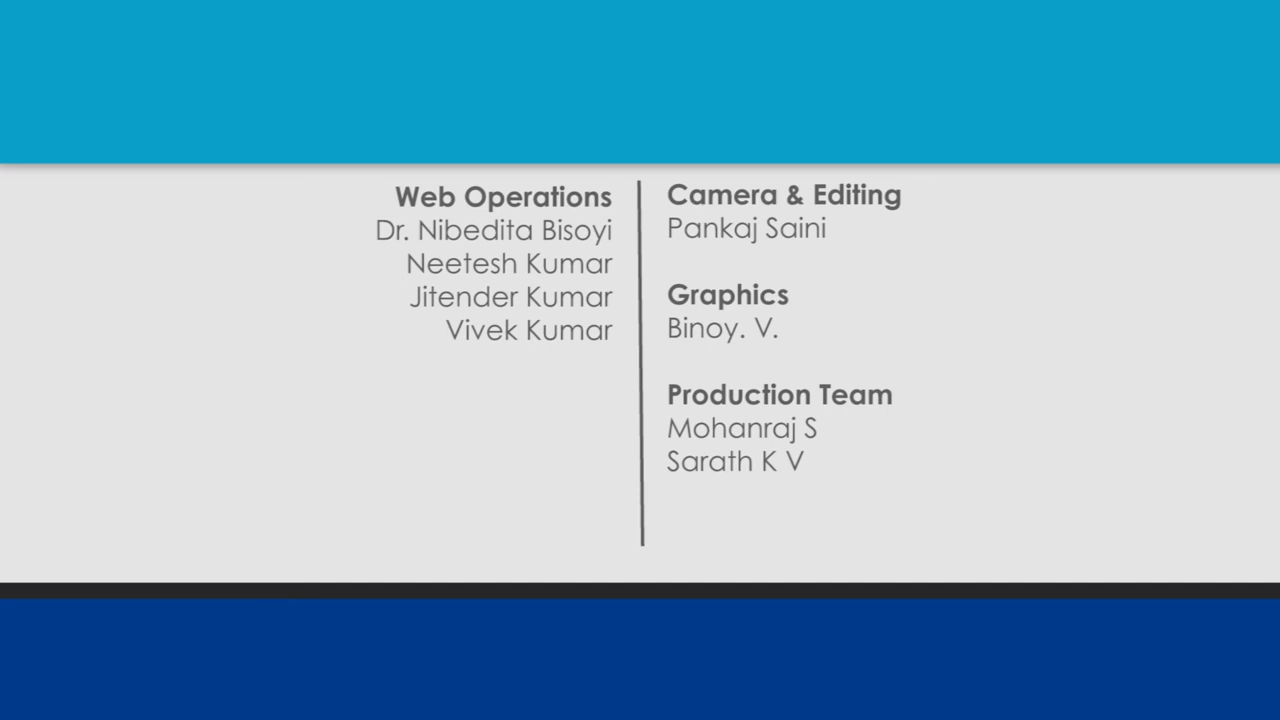 Web Operations
Dr. Nibedita Bisoyi
Neetesh Kumar
Jitender Kumar
Vivek Kumar
Camera & Editing
Pankaj Saini
Graphics
Binoy. V.
Production Team
Mohanraj S
Sarath K V